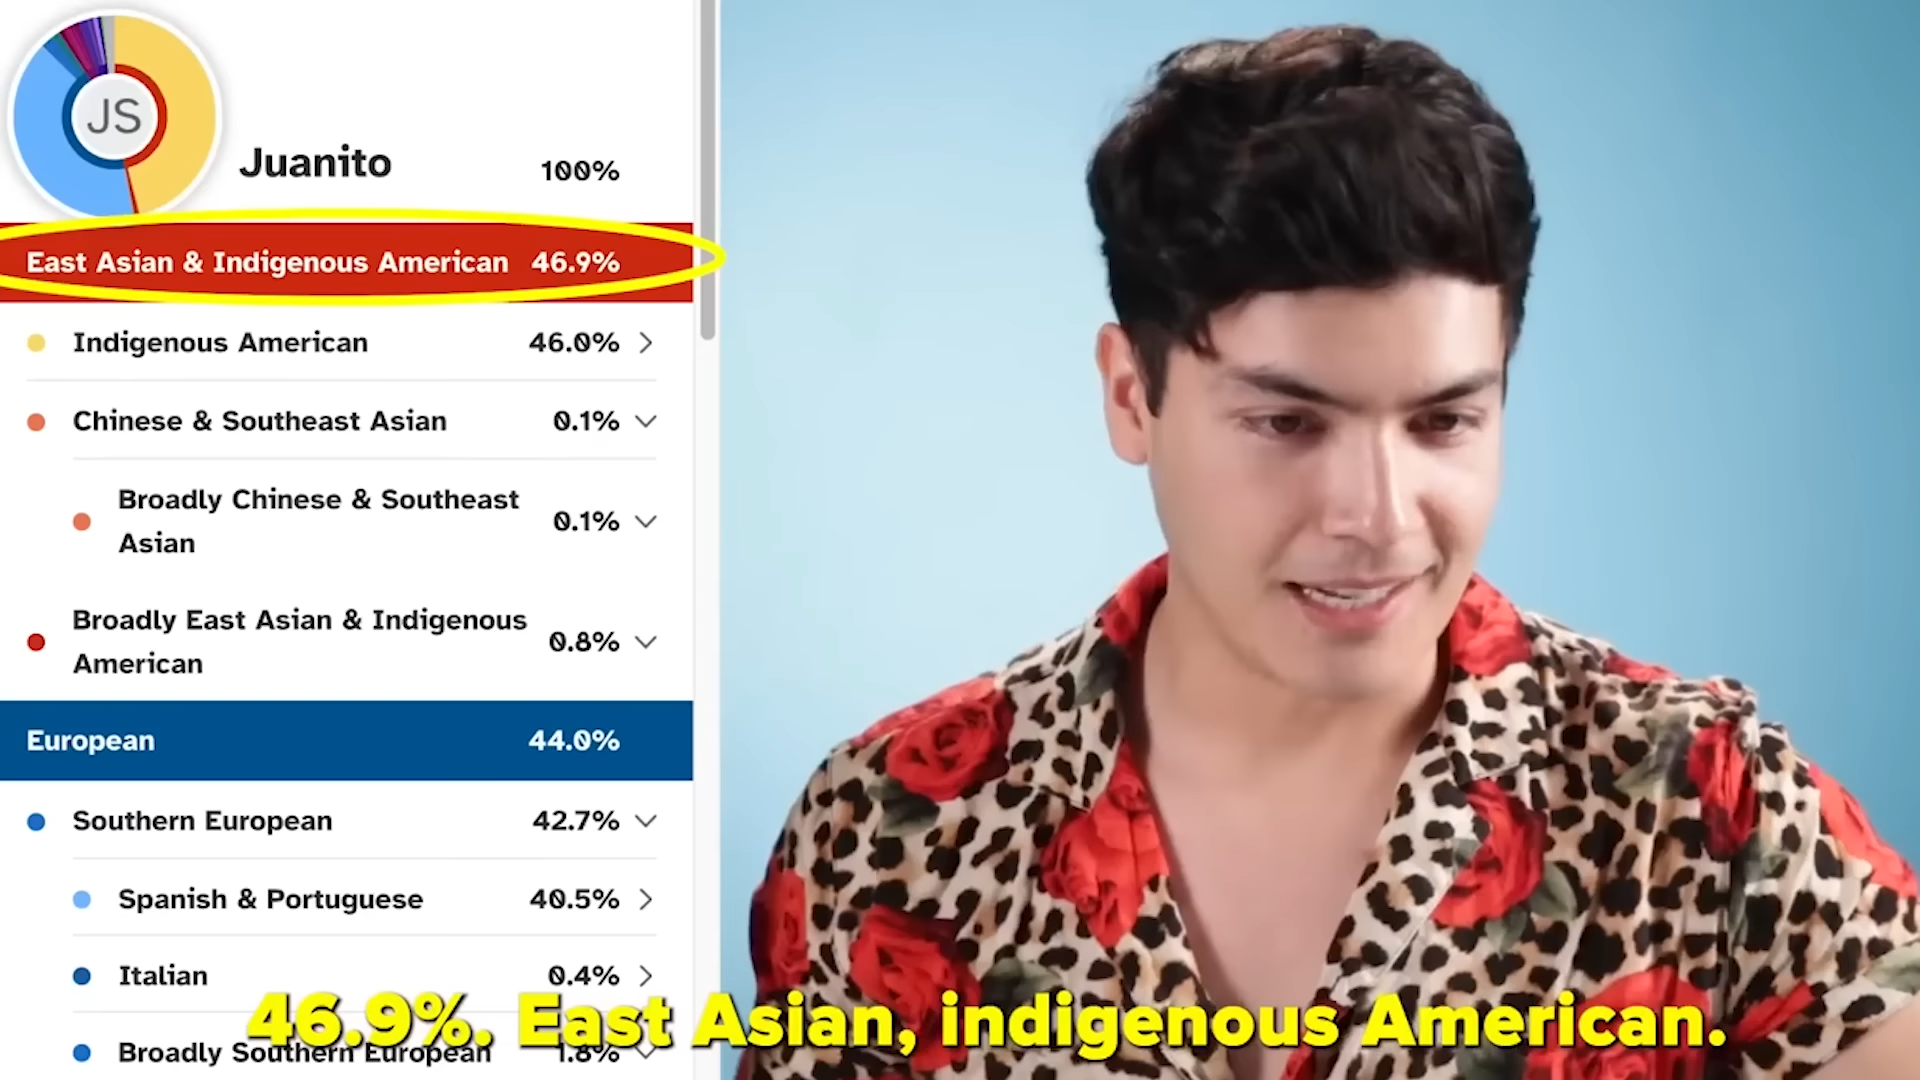 JS
Juanito 100%
East Asian & Indigenous American 46.9%
Indigenous American 46.0%
Chinese & Southeast Asian 0.1%
Broadly Chinese & Southeast
Asian
0.1%
Broadly East Asian & Indigenous
American
0.8%
European 44.0%
Southern European 42.7%
Spanish & Portuguese 40.5%
Italian 0.4%
46.9%. East Asian, indigenous American.
Broadly Southern European 1.8%